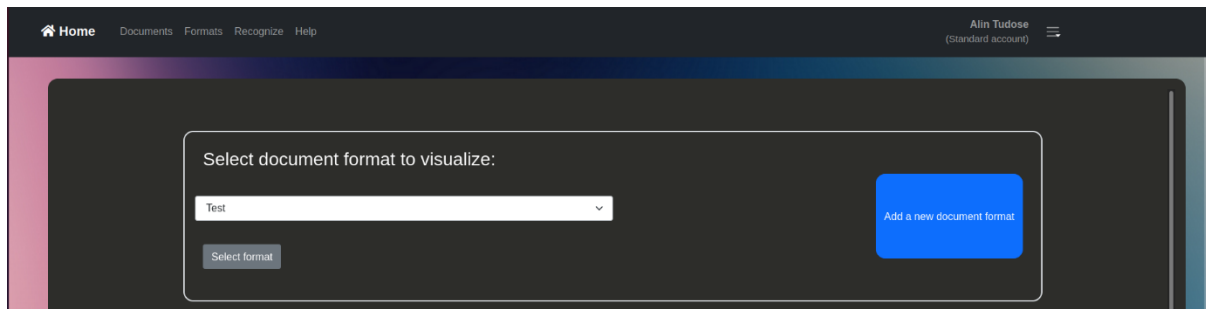 Home Documents Formats Recognize Help
Alin Tudose
(Standard account)
Select document format to visualize:
Test
Add a new document format
Select format